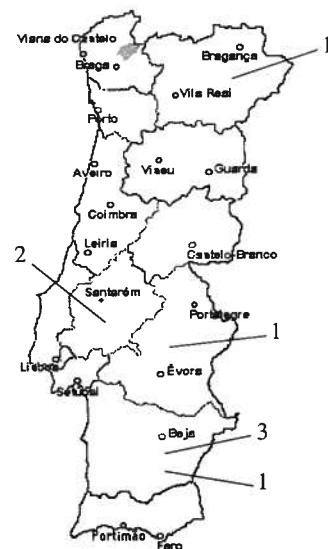 Viana do Castelo
Bragança
1
Braga
Vila Real
Porto
Aveiro
Viseu
Guarda
Coimbra
Leiria
Castelo-Branco
2
Santarém
Portalegre
1
Lisboa
Évora
Setubal
Beja
3
1
Portimão
Faro